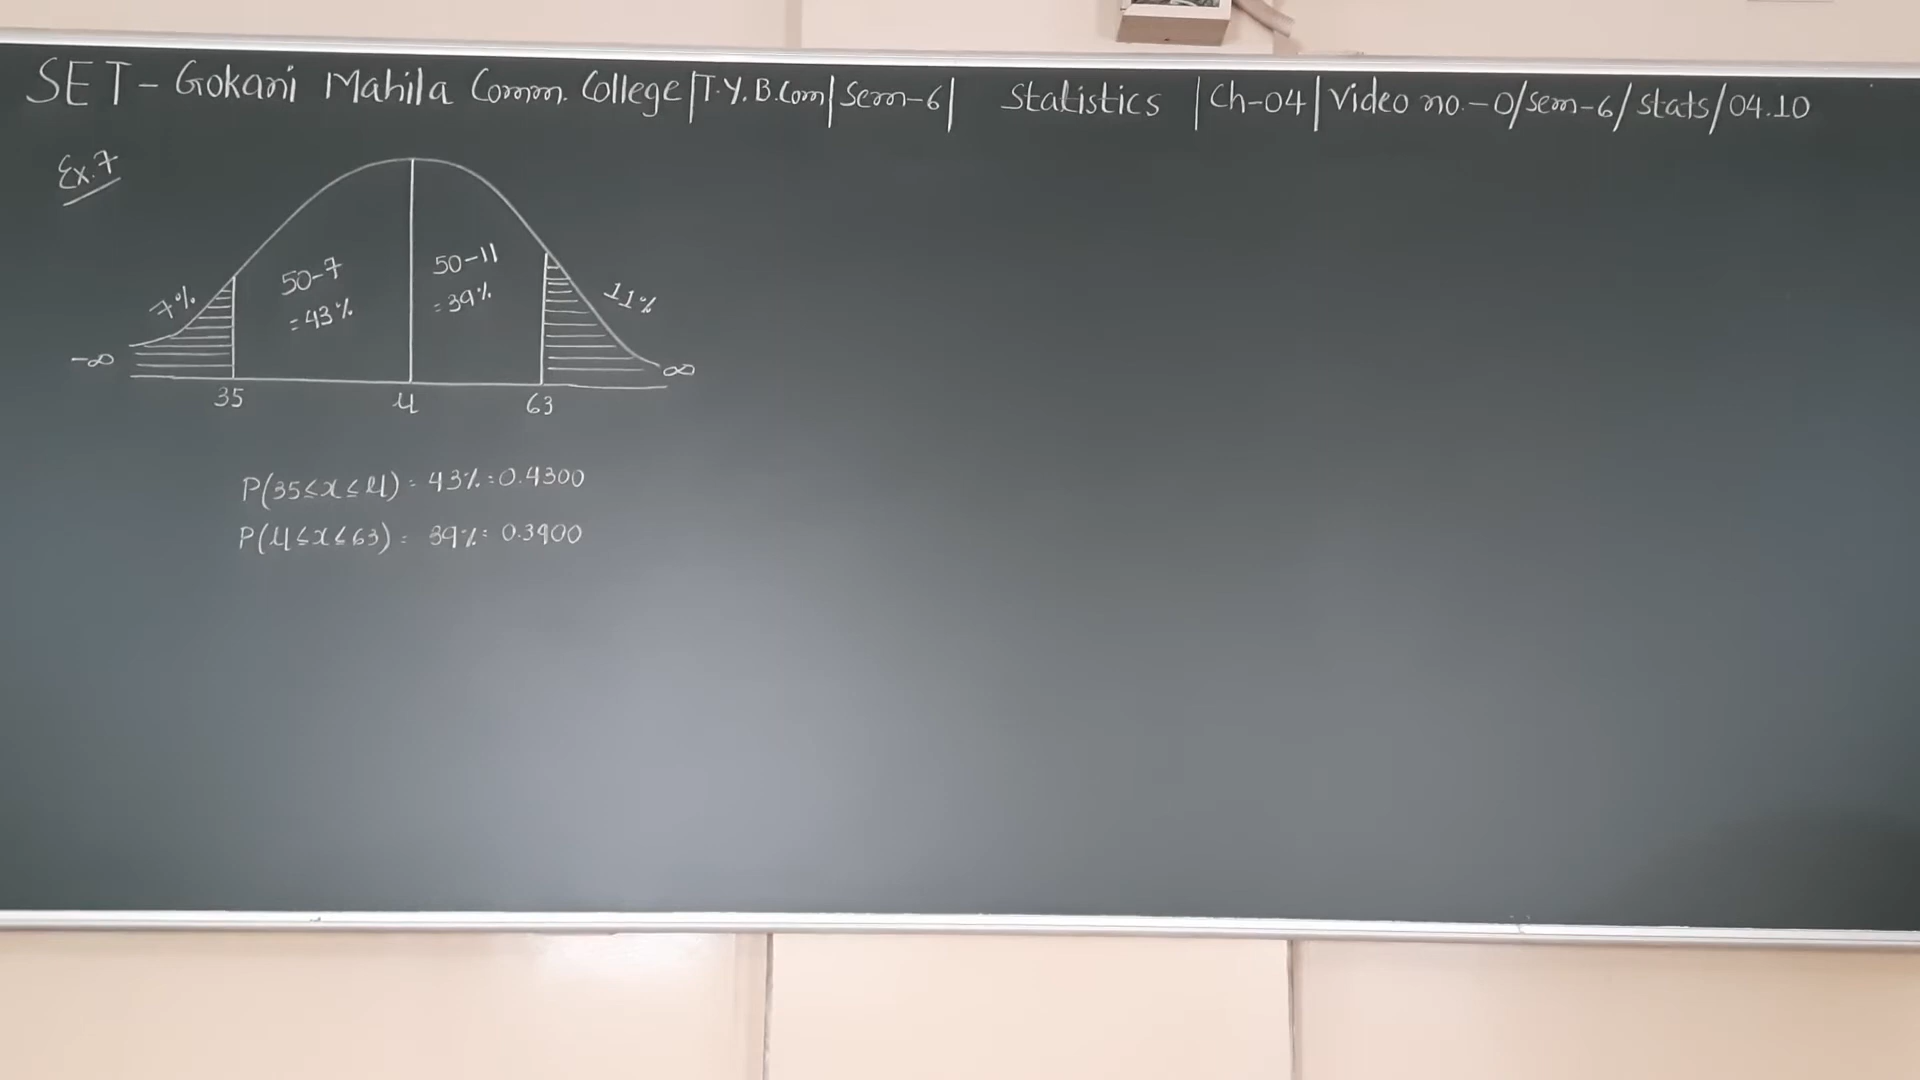 SET - Gokani Mahila Comm. College | T.Y.B.Com | Sem-6 | Statistics | Ch-04 | Video no.-0/sem-6/stats/04.10
Ex.7
50-7 50-11
7% =43% =39% 11%
-∞ ∞
35 μ 63
P(35≤x≤μ) = 43% = 0.4300
P(μ≤x≤63) = 39% = 0.3900